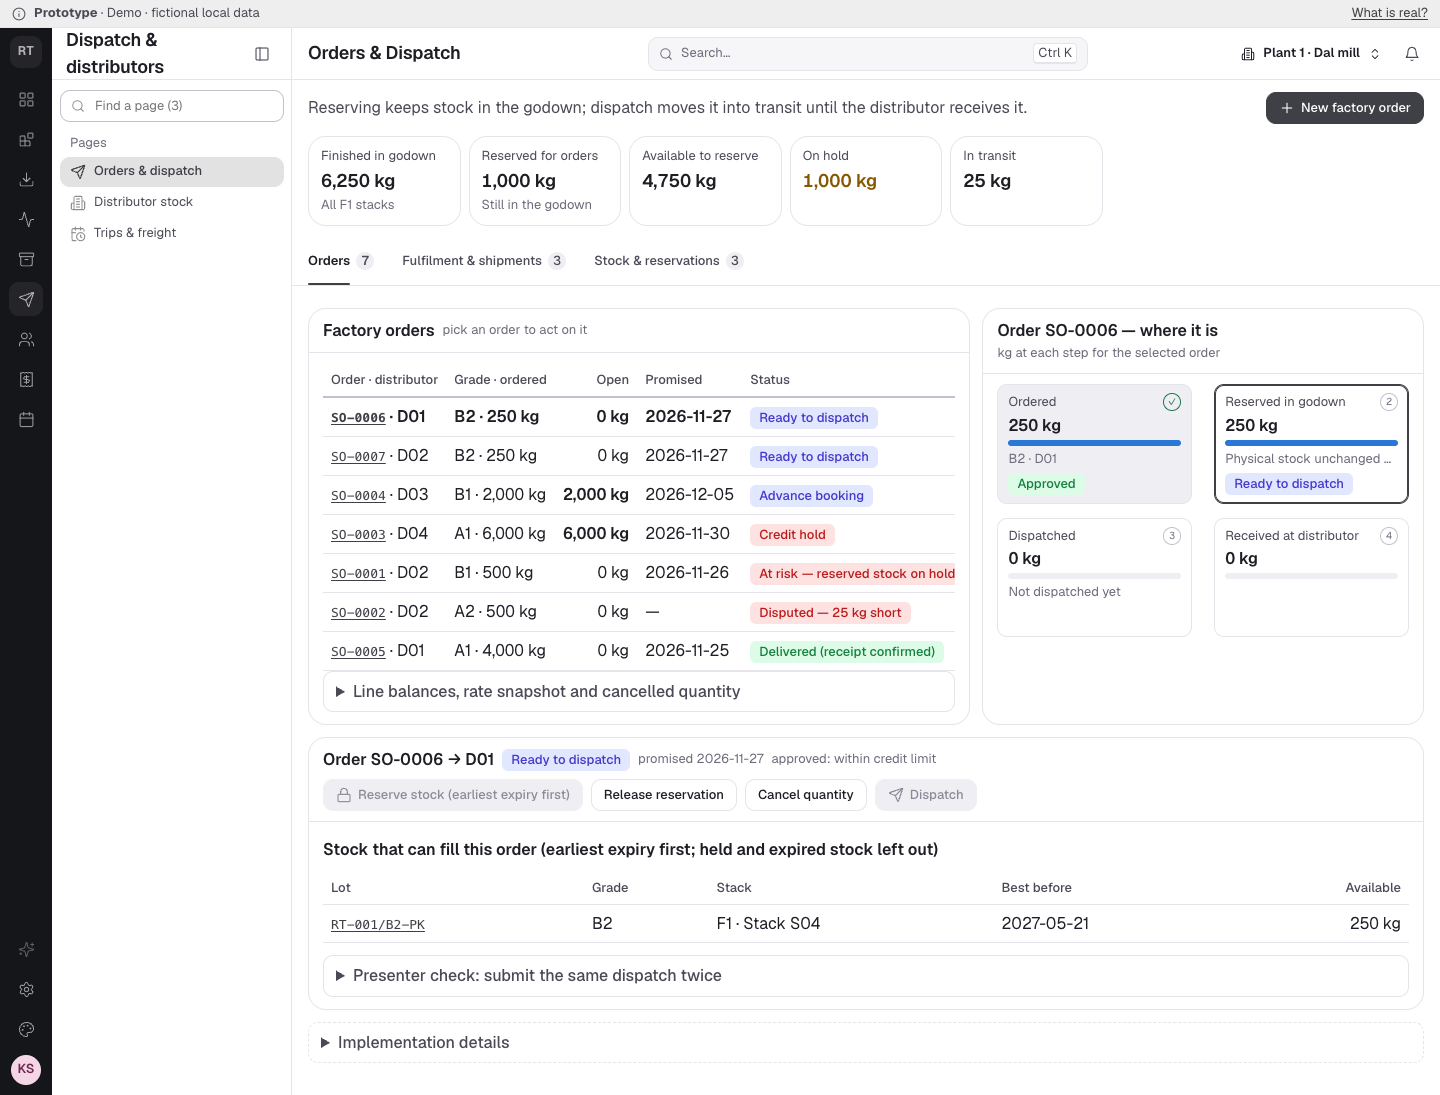 Prototype · Demo · fictional local data
What is real?
RT
Dispatch &
distributors
Orders & Dispatch
Search...
Ctrl K
Plant 1 · Dal mill
Find a page (3)
Pages
Orders & dispatch
Distributor stock
Trips & freight
Reserving keeps stock in the godown; dispatch moves it into transit until the distributor receives it.
New factory order
Finished in godown
6,250 kg
All F1 stacks
Reserved for orders
1,000 kg
Still in the godown
Available to reserve
4,750 kg
On hold
1,000 kg
In transit
25 kg
Orders 7
Fulfilment & shipments 3
Stock & reservations 3
Factory orders pick an order to act on it
Order · distributor Grade · ordered Open Promised Status
SO-0006 · D01 B2 · 250 kg 0 kg 2026-11-27 Ready to dispatch
SO-0007 · D02 B2 · 250 kg 0 kg 2026-11-27 Ready to dispatch
SO-0004 · D03 B1 · 2,000 kg 2,000 kg 2026-12-05 Advance booking
SO-0003 · D04 A1 · 6,000 kg 6,000 kg 2026-11-30 Credit hold
SO-0001 · D02 B1 · 500 kg 0 kg 2026-11-26 At risk — reserved stock on hold
SO-0002 · D02 A2 · 500 kg 0 kg — Disputed — 25 kg short
SO-0005 · D01 A1 · 4,000 kg 0 kg 2026-11-25 Delivered (receipt confirmed)
Line balances, rate snapshot and cancelled quantity
Order SO-0006 — where it is
kg at each step for the selected order
Ordered
250 kg
B2 · D01
Approved
Reserved in godown 2
250 kg
Physical stock unchanged ...
Ready to dispatch
Dispatched 3
0 kg
Not dispatched yet
Received at distributor 4
0 kg
Order SO-0006 → D01 Ready to dispatch promised 2026-11-27 approved: within credit limit
Reserve stock (earliest expiry first) Release reservation Cancel quantity Dispatch
Stock that can fill this order (earliest expiry first; held and expired stock left out)
Lot Grade Stack Best before Available
RT-001/B2-PK B2 F1 · Stack S04 2027-05-21 250 kg
Presenter check: submit the same dispatch twice
Implementation details
KS